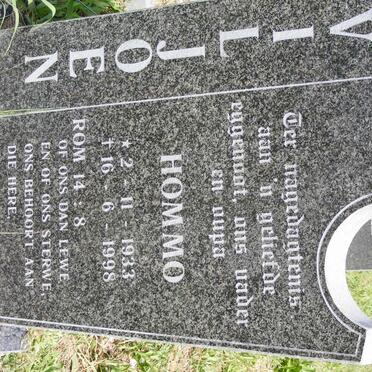 VILJOEN
Ter nagedagtenis
aan 'n geliefde
eggenoot, ons vader
en oupa
HOMMO
* 2 - 11 - 1933
† 16 - 6 - 1998
ROM 14 : 8
OF ONS DAN LEWE
EN OF ONS STERWE,
ONS BEHOORT AAN
DIE HERE.